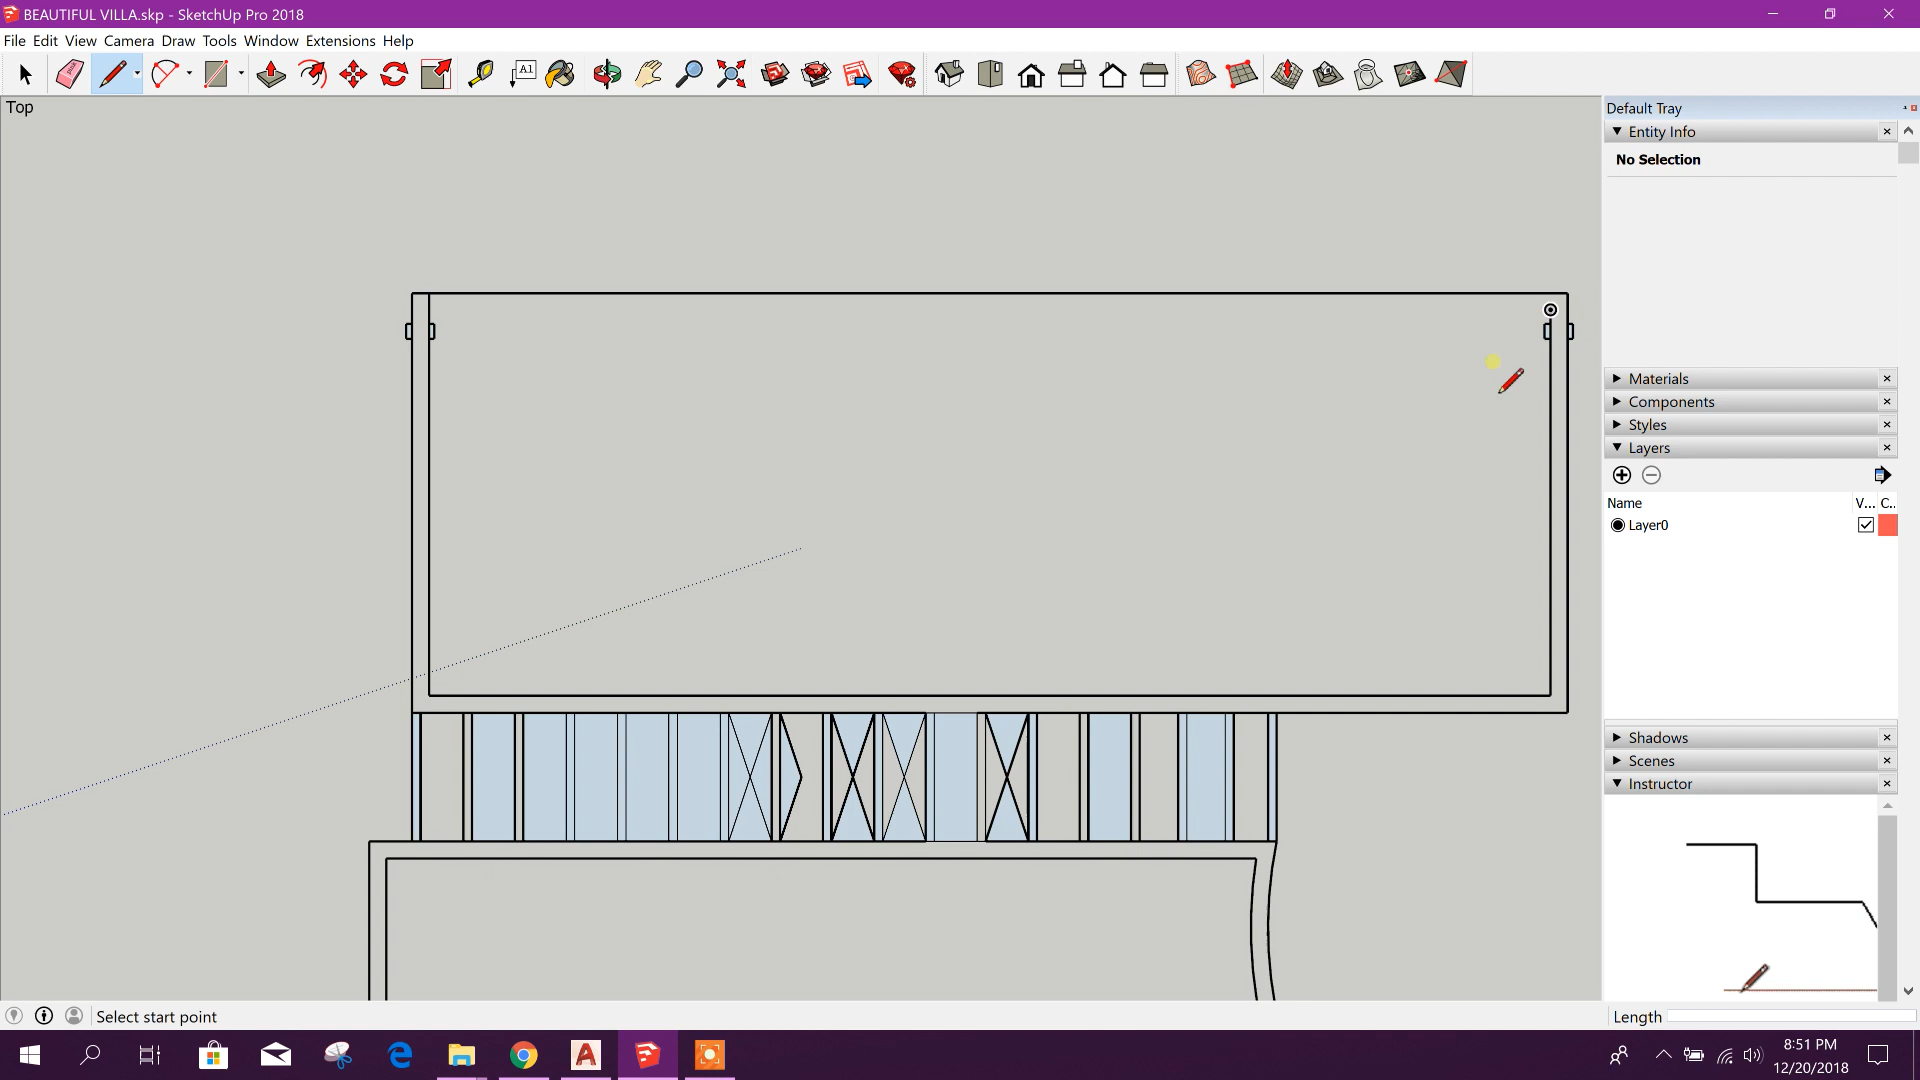 BEAUTIFUL VILLA.skp - SketchUp Pro 2018
File Edit View Camera Draw Tools Window Extensions Help
A1
Top
Default Tray
Entity Info
No Selection
Materials
Components
Styles
Layers
Name V... C..
Layer0
Shadows
Scenes
Instructor
Select start point
Length
8:51 PM
12/20/2018